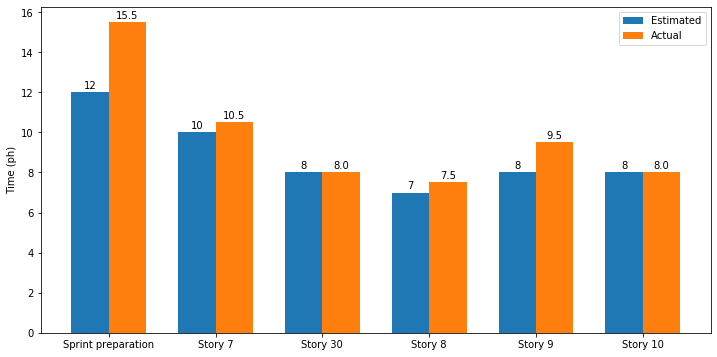 Estimated
Actual
Time (ph)
16
14
12
10
8
6
4
2
0
12
15.5
10
10.5
8
8.0
7
7.5
8
9.5
8
8.0
Sprint preparation
Story 7
Story 30
Story 8
Story 9
Story 10